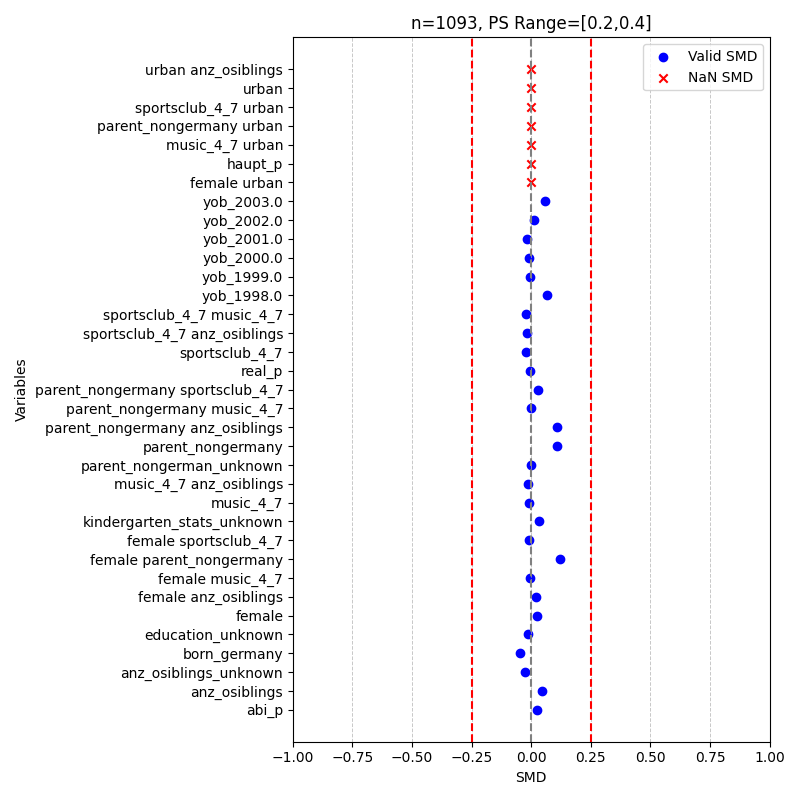 n=1093, PS Range=[0.2,0.4]
Valid SMD
NaN SMD
Variables
urban anz_osiblings
urban
sportsclub_4_7 urban
parent_nongermany urban
music_4_7 urban
haupt_p
female urban
yob_2003.0
yob_2002.0
yob_2001.0
yob_2000.0
yob_1999.0
yob_1998.0
sportsclub_4_7 music_4_7
sportsclub_4_7 anz_osiblings
sportsclub_4_7
real_p
parent_nongermany sportsclub_4_7
parent_nongermany music_4_7
parent_nongermany anz_osiblings
parent_nongermany
parent_nongerman_unknown
music_4_7 anz_osiblings
music_4_7
kindergarten_stats_unknown
female sportsclub_4_7
female parent_nongermany
female music_4_7
female anz_osiblings
female
education_unknown
born_germany
anz_osiblings_unknown
anz_osiblings
abi_p
−1.00 −0.75 −0.50 −0.25 0.00 0.25 0.50 0.75 1.00
SMD